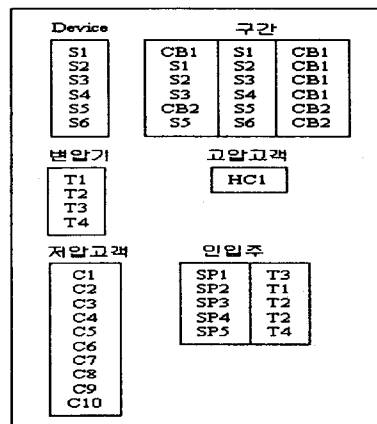 Device 구간
S1 CB1 S1 CB1
S2 S1 S2 CB1
S3 S2 S3 CB1
S4 S3 S4 CB1
S5 CB2 S5 CB2
S6 S5 S6 CB2
변압기 고압고객
T1 HC1
T2
T3
T4
저압고객 인입주
C1 SP1 T3
C2 SP2 T1
C3 SP3 T2
C4 SP4 T2
C5 SP5 T4
C6
C7
C8
C9
C10